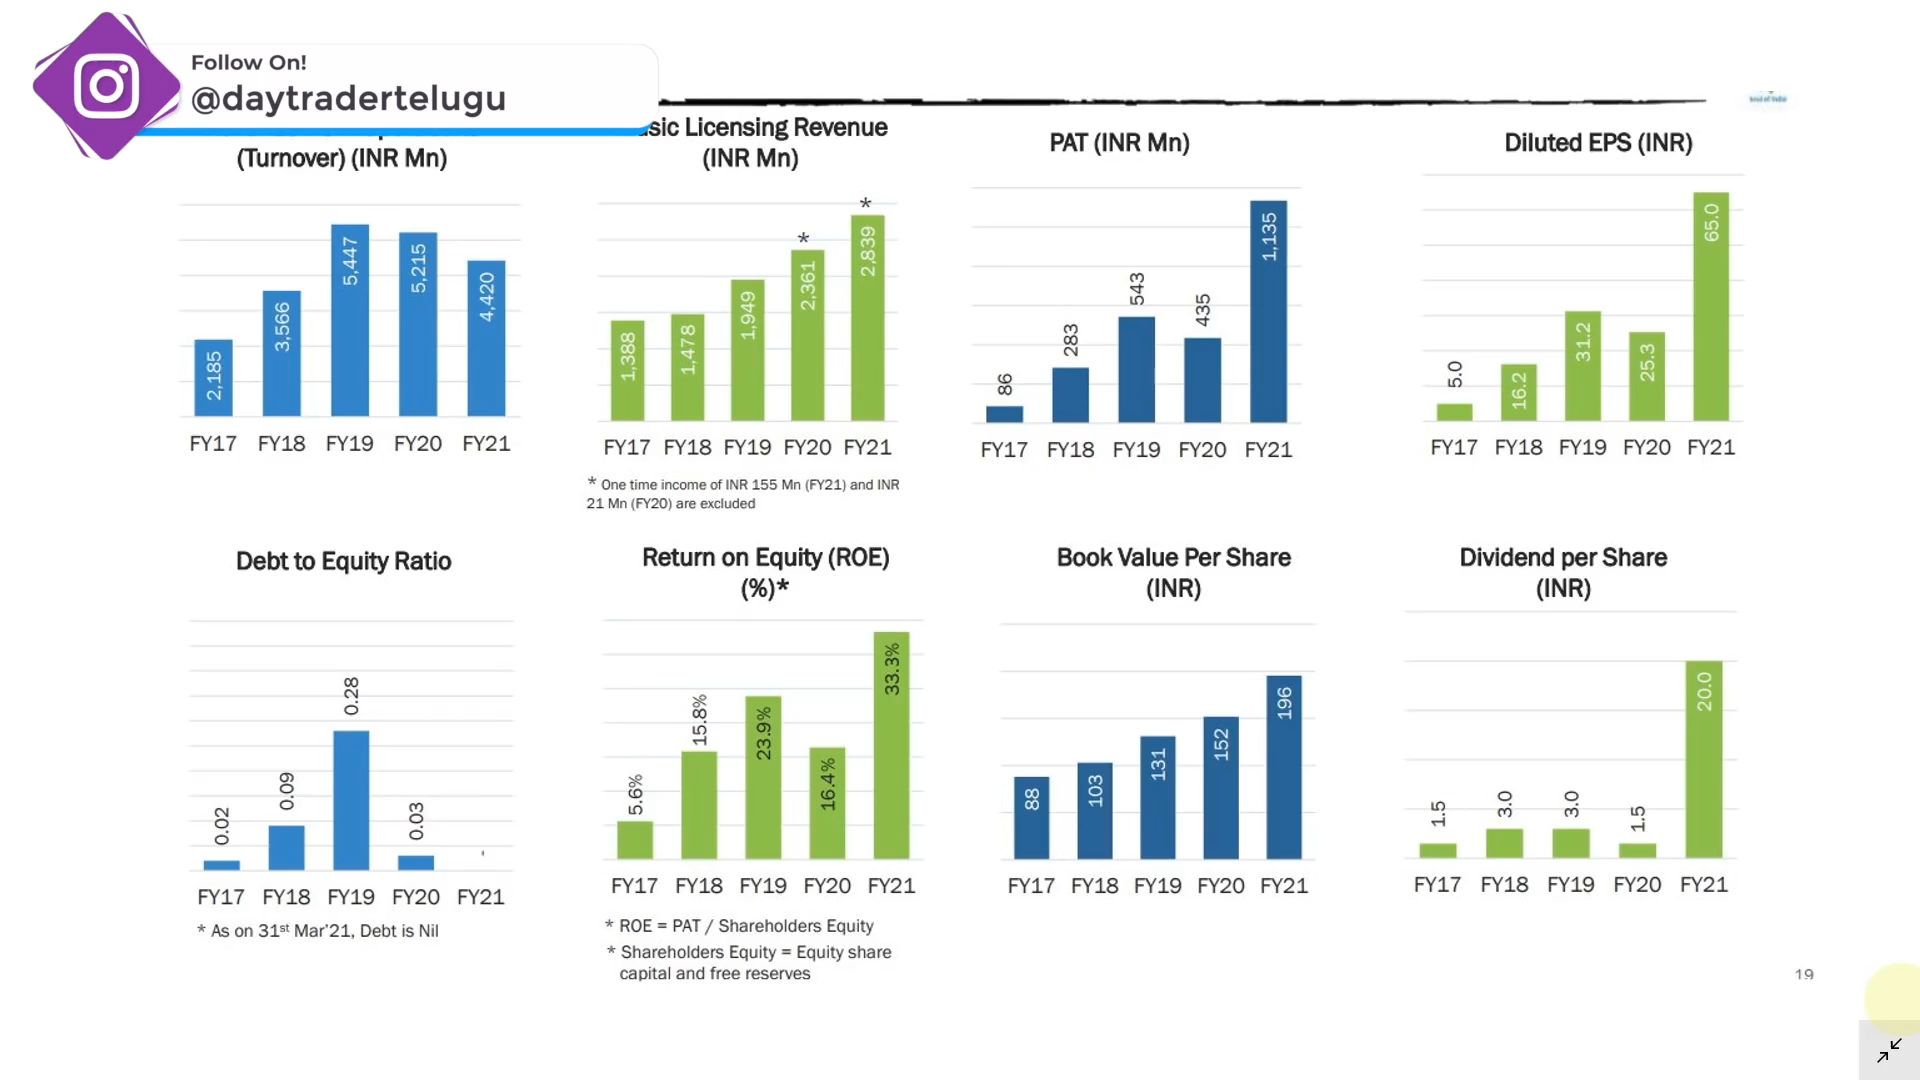 Follow On!
@daytradertelugu
Soul of India
(Turnover) (INR Mn)
5,447
5,215
4,420
3,566
2,185
FY17 FY18 FY19 FY20 FY21
Licensing Revenue
(INR Mn)
*
2,839
*
2,361
1,949
1,478
1,388
FY17 FY18 FY19 FY20 FY21
* One time income of INR 155 Mn (FY21) and INR
21 Mn (FY20) are excluded
PAT (INR Mn)
1,135
543
435
283
86
FY17 FY18 FY19 FY20 FY21
Diluted EPS (INR)
65.0
31.2
25.3
16.2
5.0
FY17 FY18 FY19 FY20 FY21
Debt to Equity Ratio
0.28
0.09
0.03
0.02
-
FY17 FY18 FY19 FY20 FY21
* As on 31st Mar'21, Debt is Nil
Return on Equity (ROE)
(%)*
33.3%
23.9%
15.8%
16.4%
5.6%
FY17 FY18 FY19 FY20 FY21
* ROE = PAT / Shareholders Equity
* Shareholders Equity = Equity share
capital and free reserves
Book Value Per Share
(INR)
196
152
131
103
88
FY17 FY18 FY19 FY20 FY21
Dividend per Share
(INR)
20.0
3.0
3.0
1.5
1.5
FY17 FY18 FY19 FY20 FY21
19